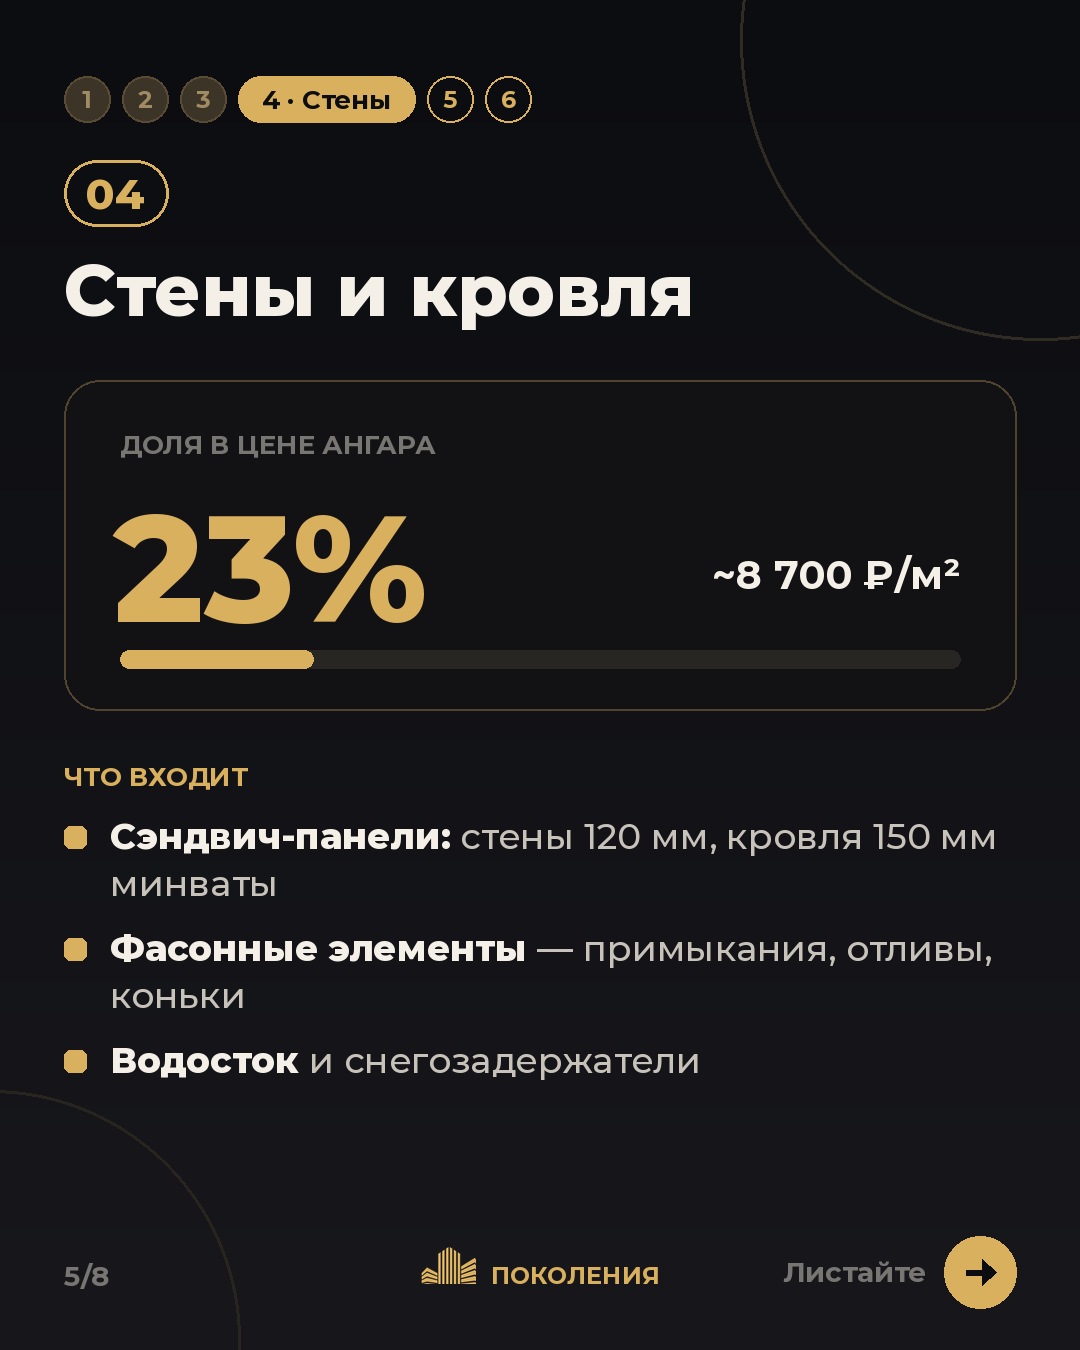 1 2 3 4 · Стены 5 6
04
Стены и кровля
ДОЛЯ В ЦЕНЕ АНГАРА
23%
~8 700 ₽/м²
ЧТО ВХОДИТ
Сэндвич-панели: стены 120 мм, кровля 150 мм
минваты
Фасонные элементы — примыкания, отливы,
коньки
Водосток и снегозадержатели
5/8
ПОКОЛЕНИЯ
Листайте